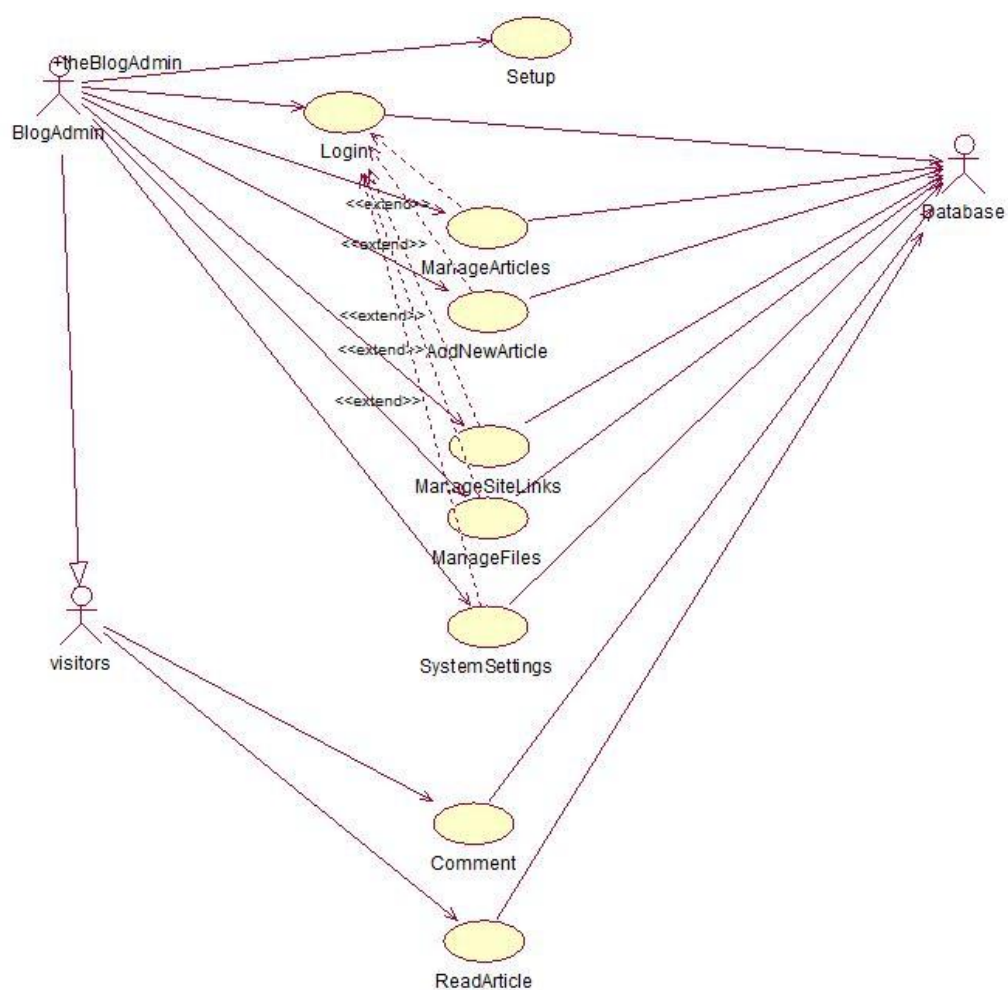 Setup
+theBlogAdmin
BlogAdmin
Login
<<extend>>
Database
<<extend>>
ManageArticles
<<extend>>
AddNewArticle
<<extend>>
<<extend>>
ManageSiteLinks
ManageFiles
visitors
SystemSettings
Comment
ReadArticle